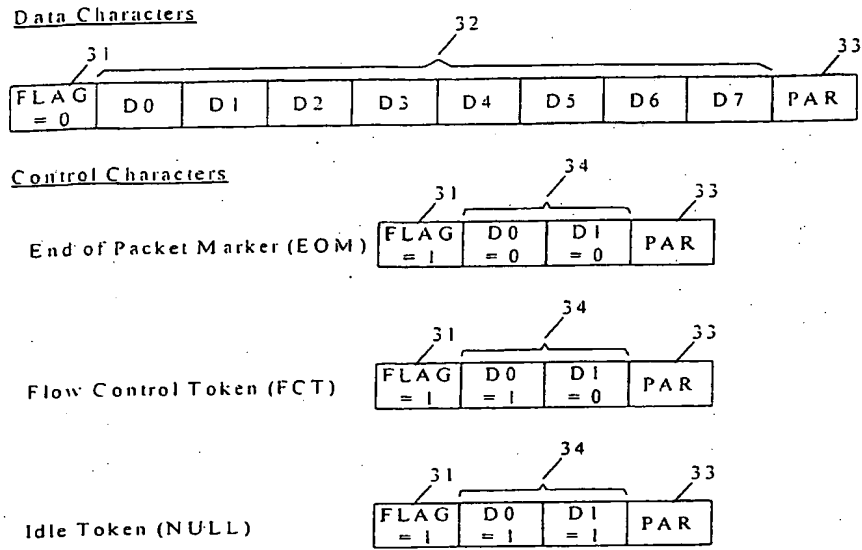 Data Characters
31 32 33
FLAG = 0 D0 D1 D2 D3 D4 D5 D6 D7 PAR
Control Characters
31 34 33
End of Packet Marker (EOM) FLAG = 1 D0 = 0 D1 = 0 PAR
31 34 33
Flow Control Token (FCT) FLAG = 1 D0 = 1 D1 = 0 PAR
31 34 33
Idle Token (NULL) FLAG = 1 D0 = 1 D1 = 1 PAR